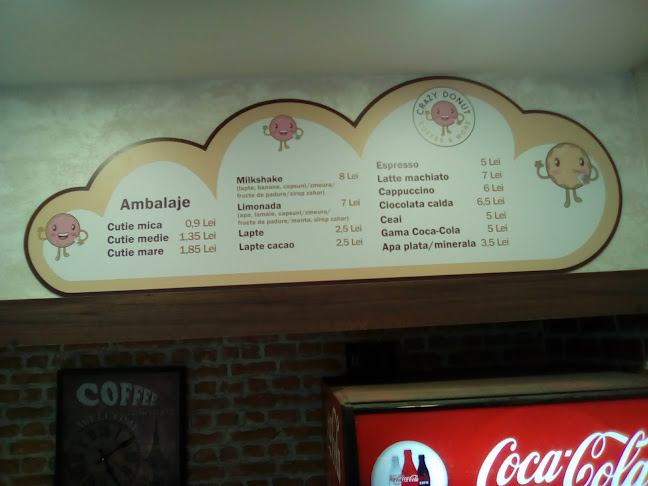 CRAZY DONUT
COFFEE & MORE
Ambalaje
Cutie mica 0,9 Lei
Cutie medie 1,35 Lei
Cutie mare 1,85 Lei
Milkshake 8 Lei
(lapte, banane, capsuni/zmeura/
fructe de padure/sirop zahar)
Limonada 7 Lei
(apa, lamaie, capsuni/zmeura/
fructe de padure/menta, sirop zahar)
Lapte 2,5 Lei
Lapte cacao 2,5 Lei
Espresso 5 Lei
Latte machiato 7 Lei
Cappuccino 6 Lei
Ciocolata calda 6,5 Lei
Ceai 5 Lei
Gama Coca-Cola 5 Lei
Apa plata/minerala 3,5 Lei
COFFEE
Coca-Cola